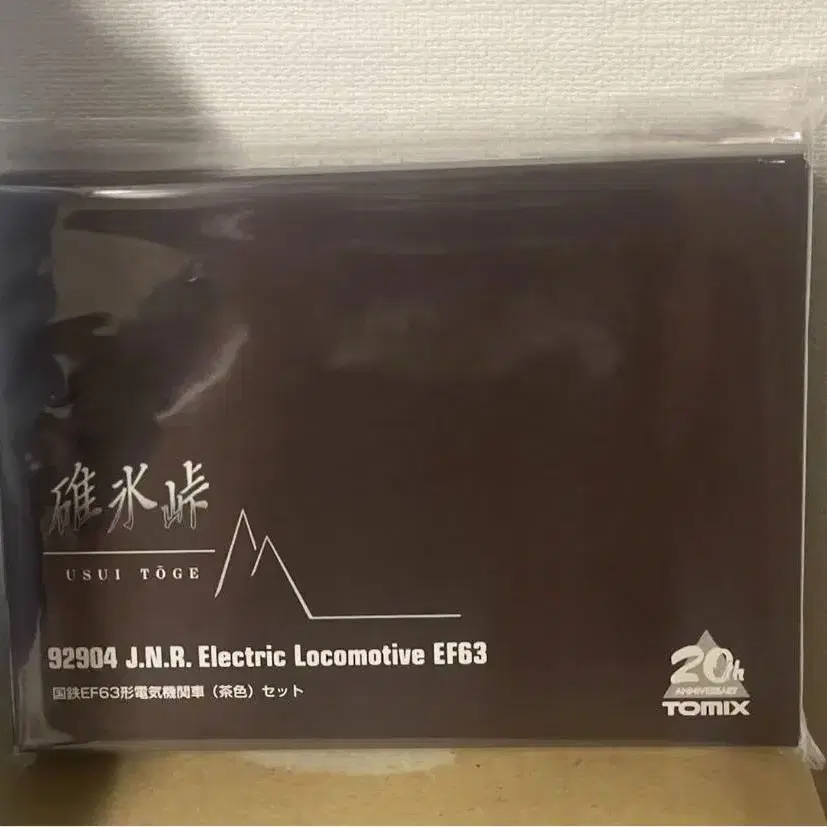 碓氷峠
USUI TŌGE
92904 J.N.R. Electric Locomotive EF63
国鉄EF63形電気機関車（茶色）セット
20th
ANNIVERSARY
TOMIX